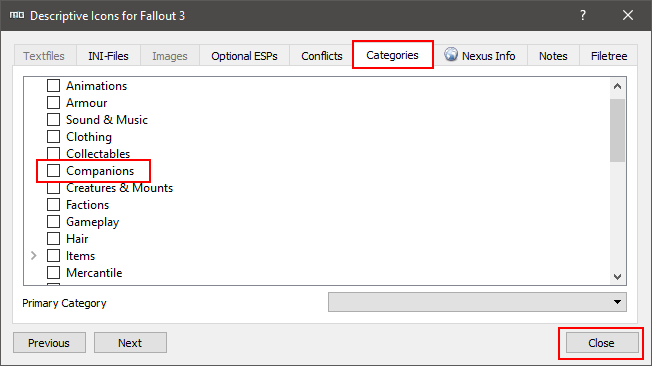 Descriptive Icons for Fallout 3
Textfiles INI-Files Images Optional ESPs Conflicts Categories Nexus Info Notes Filetree
Animations
Armour
Sound & Music
Clothing
Collectables
Companions
Creatures & Mounts
Factions
Gameplay
Hair
Items
Mercantile
Primary Category
Previous Next Close